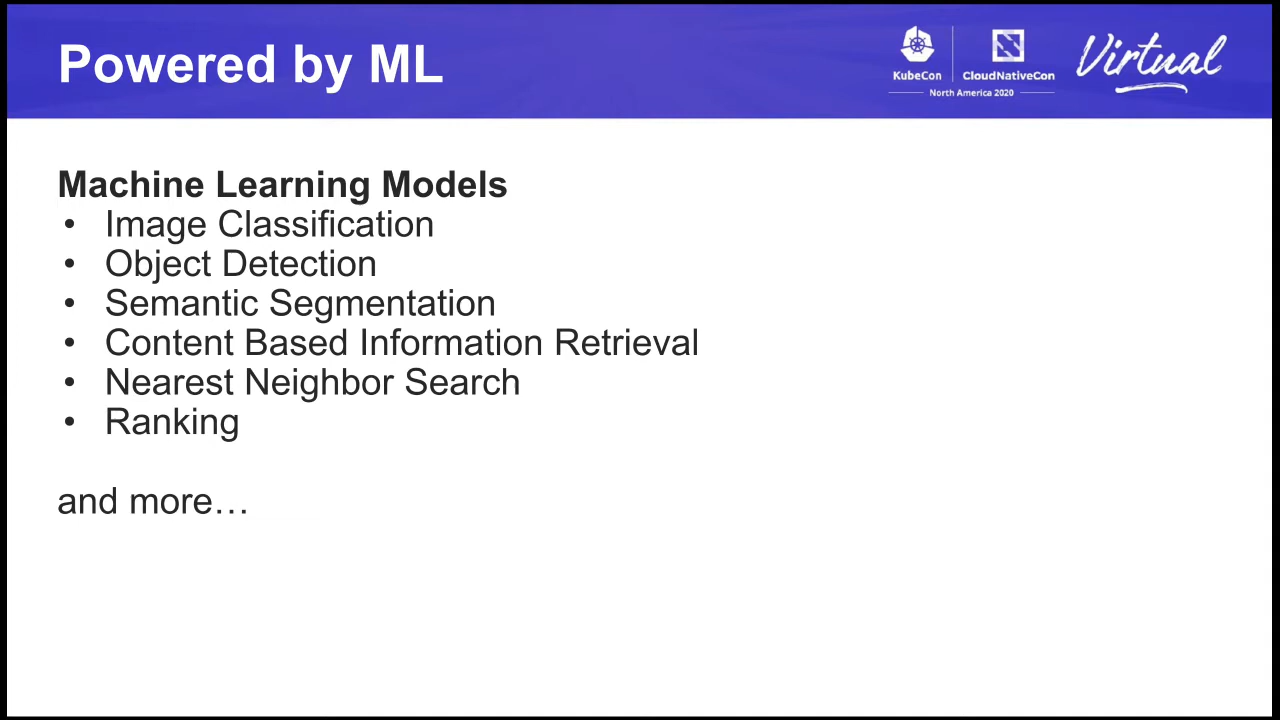 Powered by ML
KubeCon
CloudNativeCon
North America 2020
Virtual
Machine Learning Models
• Image Classification
• Object Detection
• Semantic Segmentation
• Content Based Information Retrieval
• Nearest Neighbor Search
• Ranking
and more…